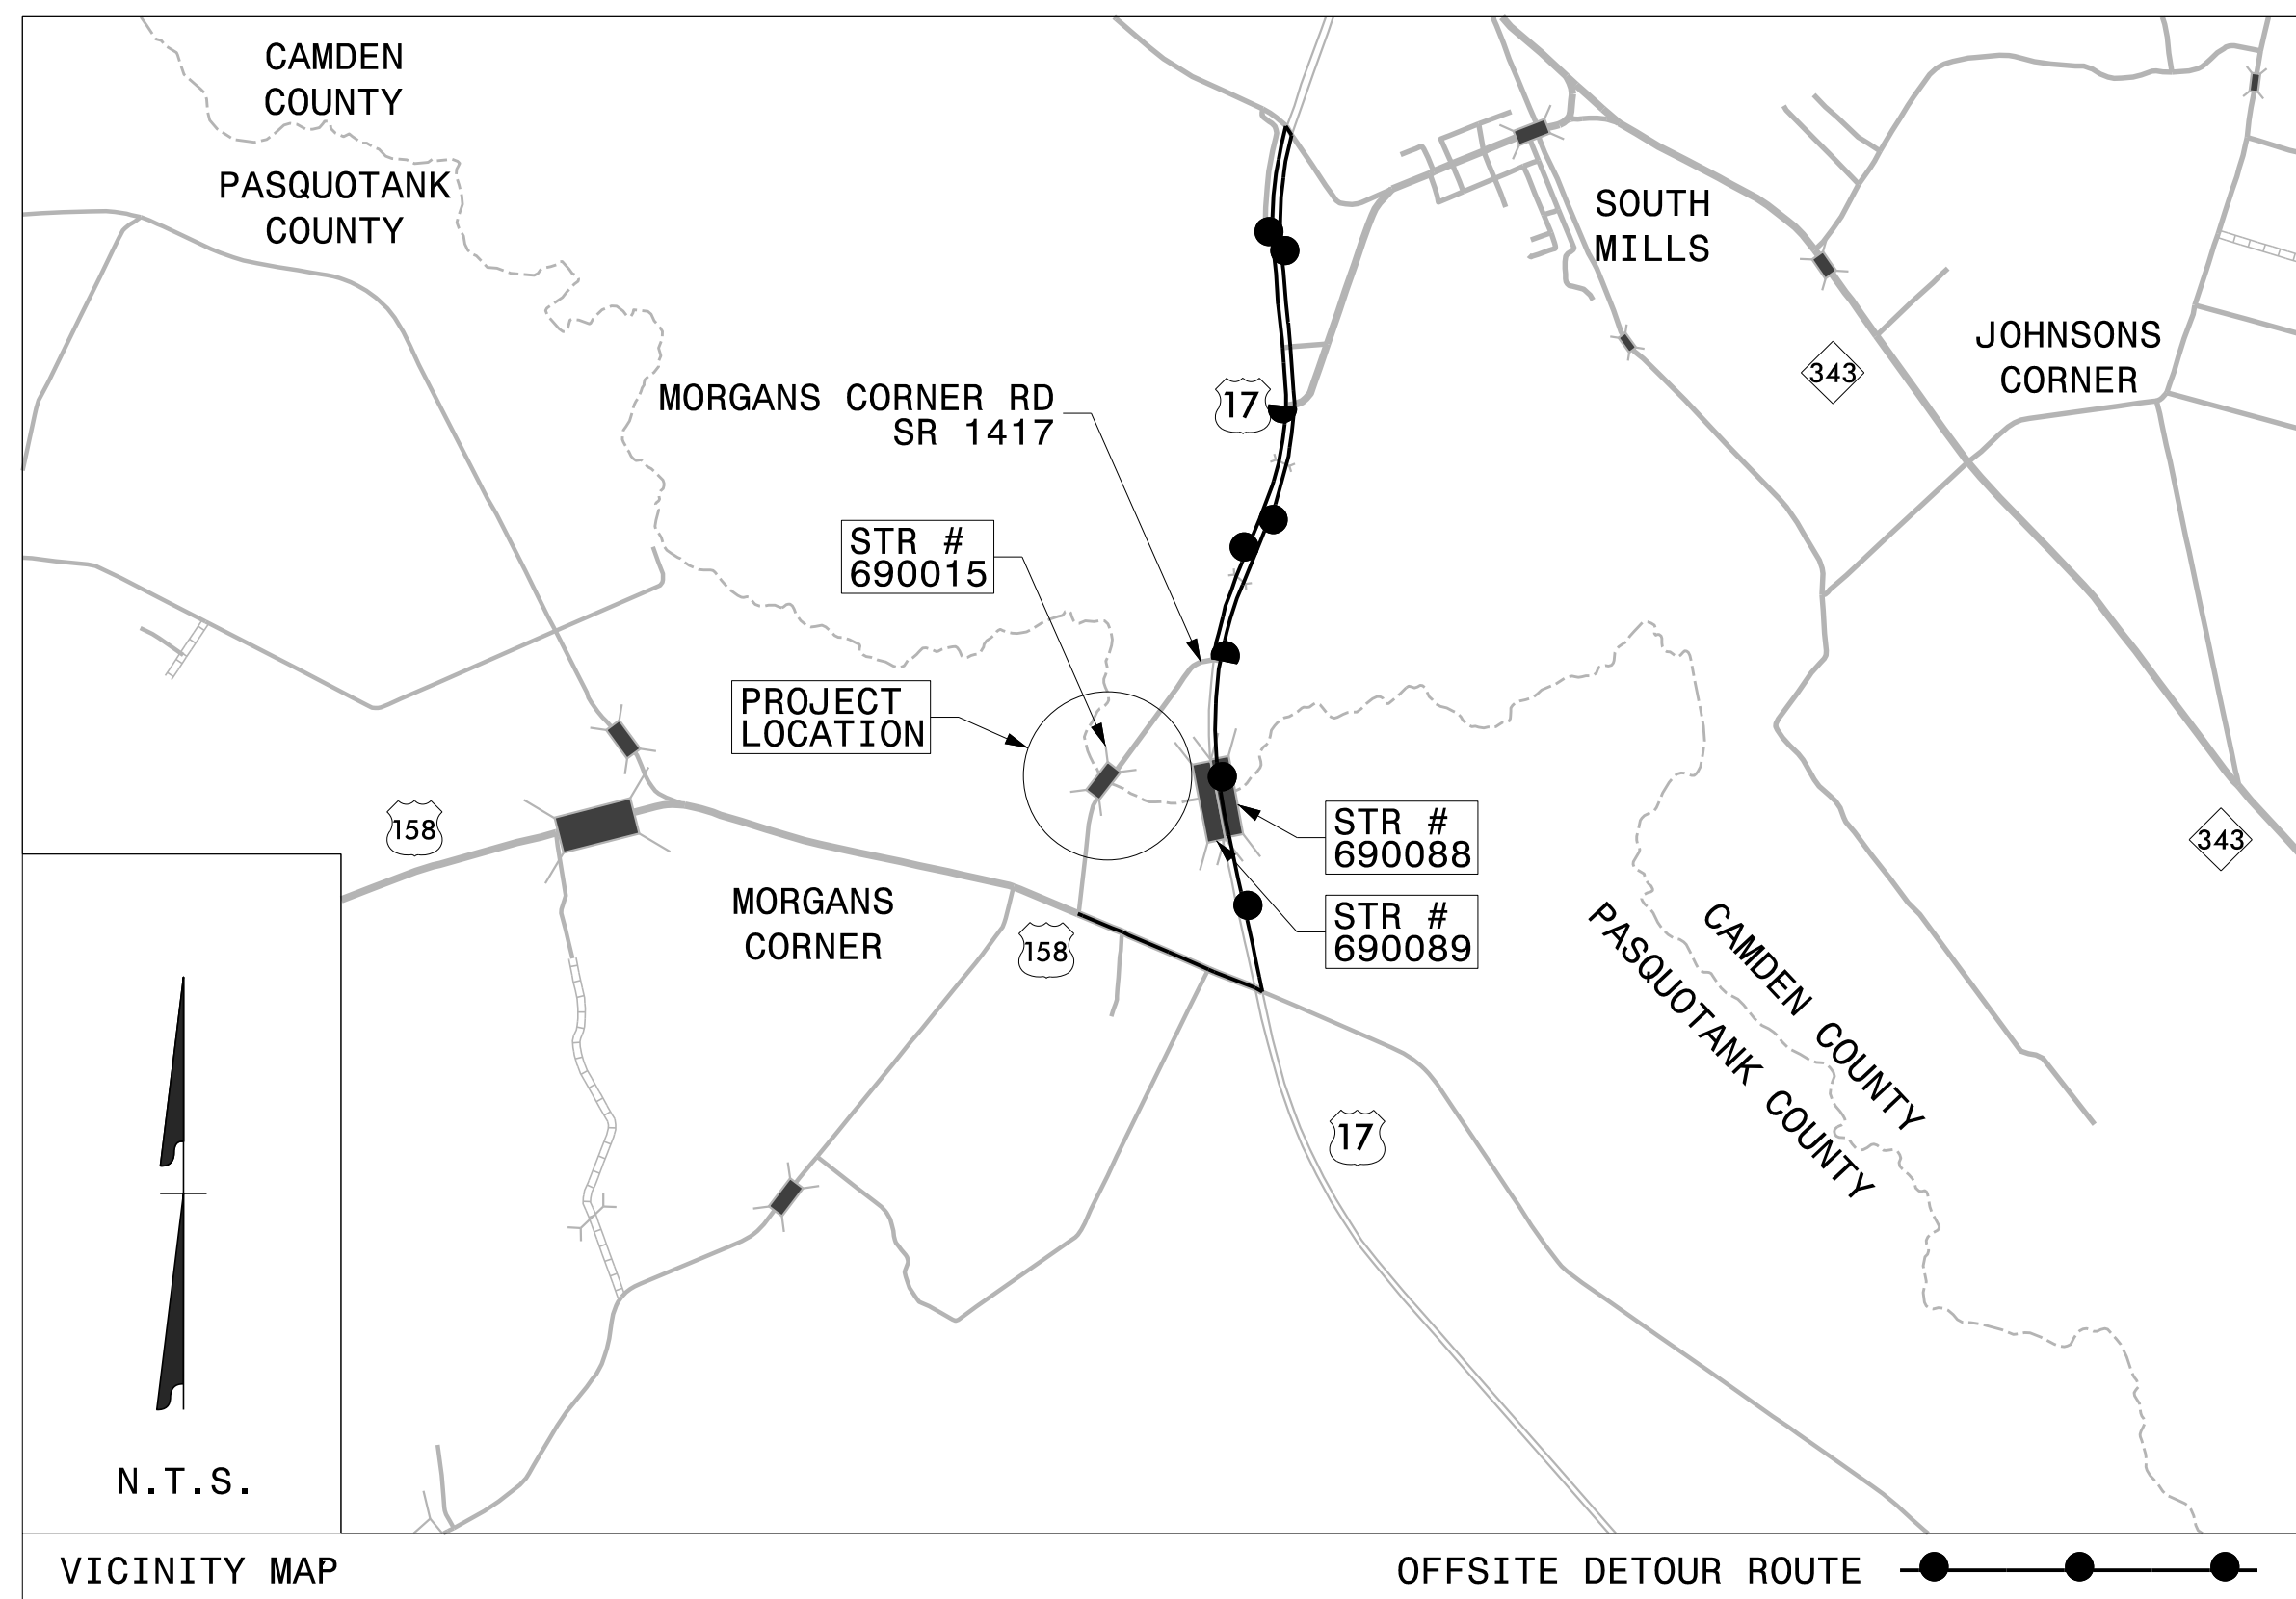 CAMDEN
COUNTY
PASQUOTANK
COUNTY
SOUTH
MILLS
JOHNSONS
CORNER
343
MORGANS CORNER RD
SR 1417
17
STR #
690015
PROJECT
LOCATION
158
STR #
690088
343
MORGANS
CORNER
158
STR #
690089
CAMDEN COUNTY
PASQUOTANK COUNTY
17
N.T.S.
VICINITY MAP
OFFSITE DETOUR ROUTE